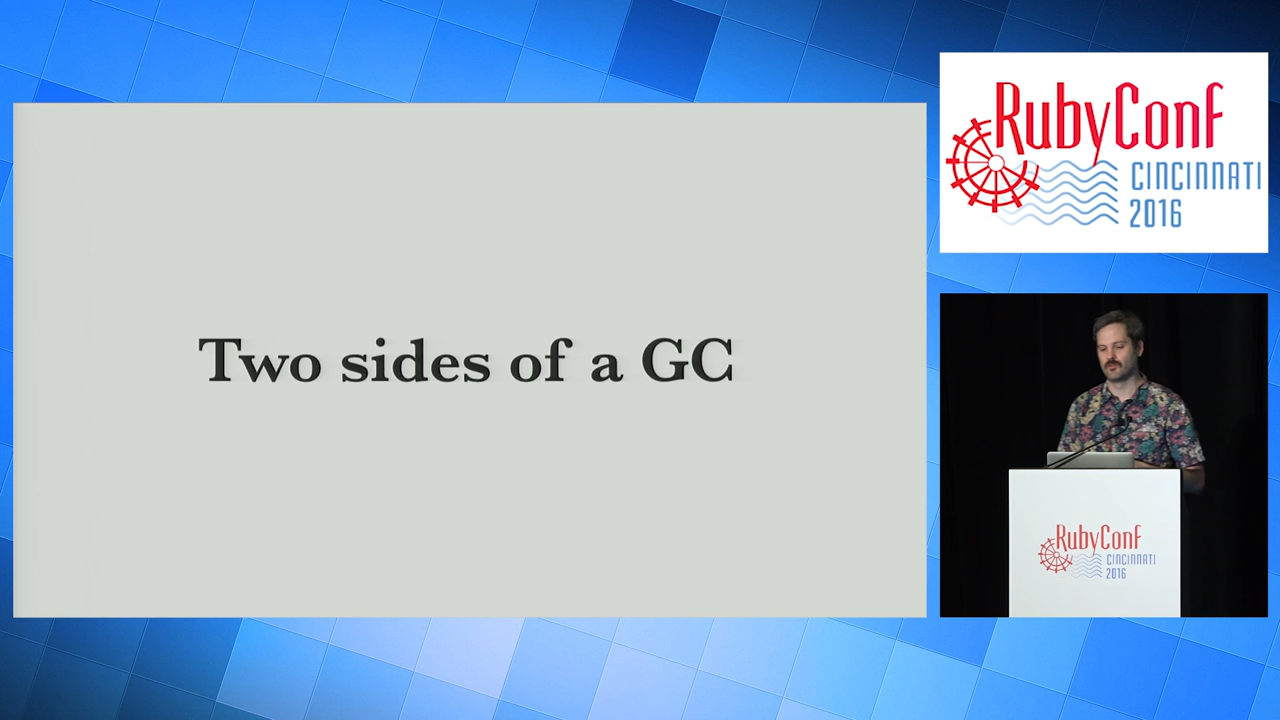 Two sides of a GC
RubyConf
CINCINNATI
2016
RubyConf
CINCINNATI
2016